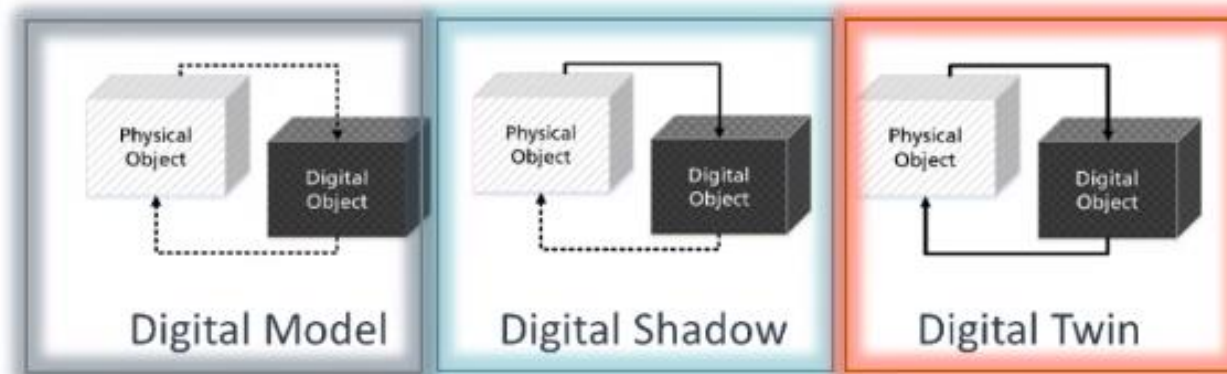 Physical
Object
Digital
Object
Digital Model
Physical
Object
Digital
Object
Digital Shadow
Physical
Object
Digital
Object
Digital Twin